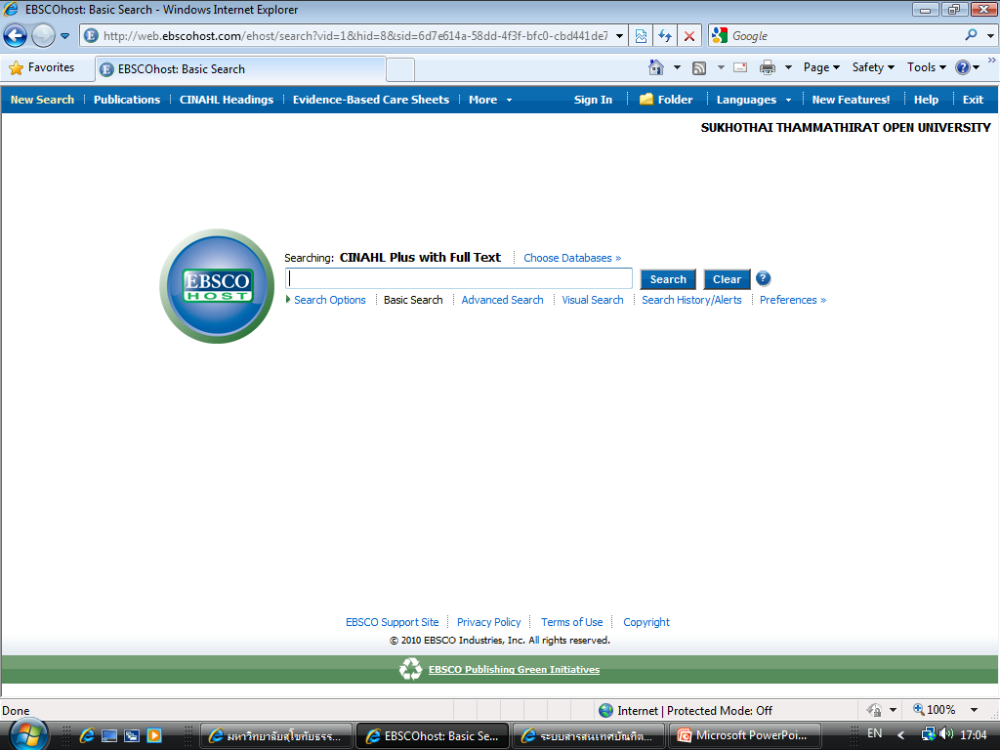 EBSCOhost: Basic Search - Windows Internet Explorer
http://web.ebscohost.com/ehost/search?vid=1&hid=8&sid=6d7e614a-58dd-4f3f-bfc0-cbd441de7
Google
Favorites
EBSCOhost: Basic Search
Page
Safety
Tools
New Search
Publications
CINAHL Headings
Evidence-Based Care Sheets
More
Sign In
Folder
Languages
New Features!
Help
Exit
SUKHOTHAI THAMMATHIRAT OPEN UNIVERSITY
EBSCO
HOST
Searching: CINAHL Plus with Full Text
Choose Databases »
Search
Clear
?
Search Options
Basic Search
Advanced Search
Visual Search
Search History/Alerts
Preferences »
EBSCO Support Site
Privacy Policy
Terms of Use
Copyright
© 2010 EBSCO Industries, Inc. All rights reserved.
EBSCO Publishing Green Initiatives
Done
Internet | Protected Mode: Off
100%
มหาวิทยาลัยสุโขทัยธรร...
EBSCOhost: Basic Se...
ระบบสารสนเทศบัณฑิต...
Microsoft PowerPoi...
EN
17:04